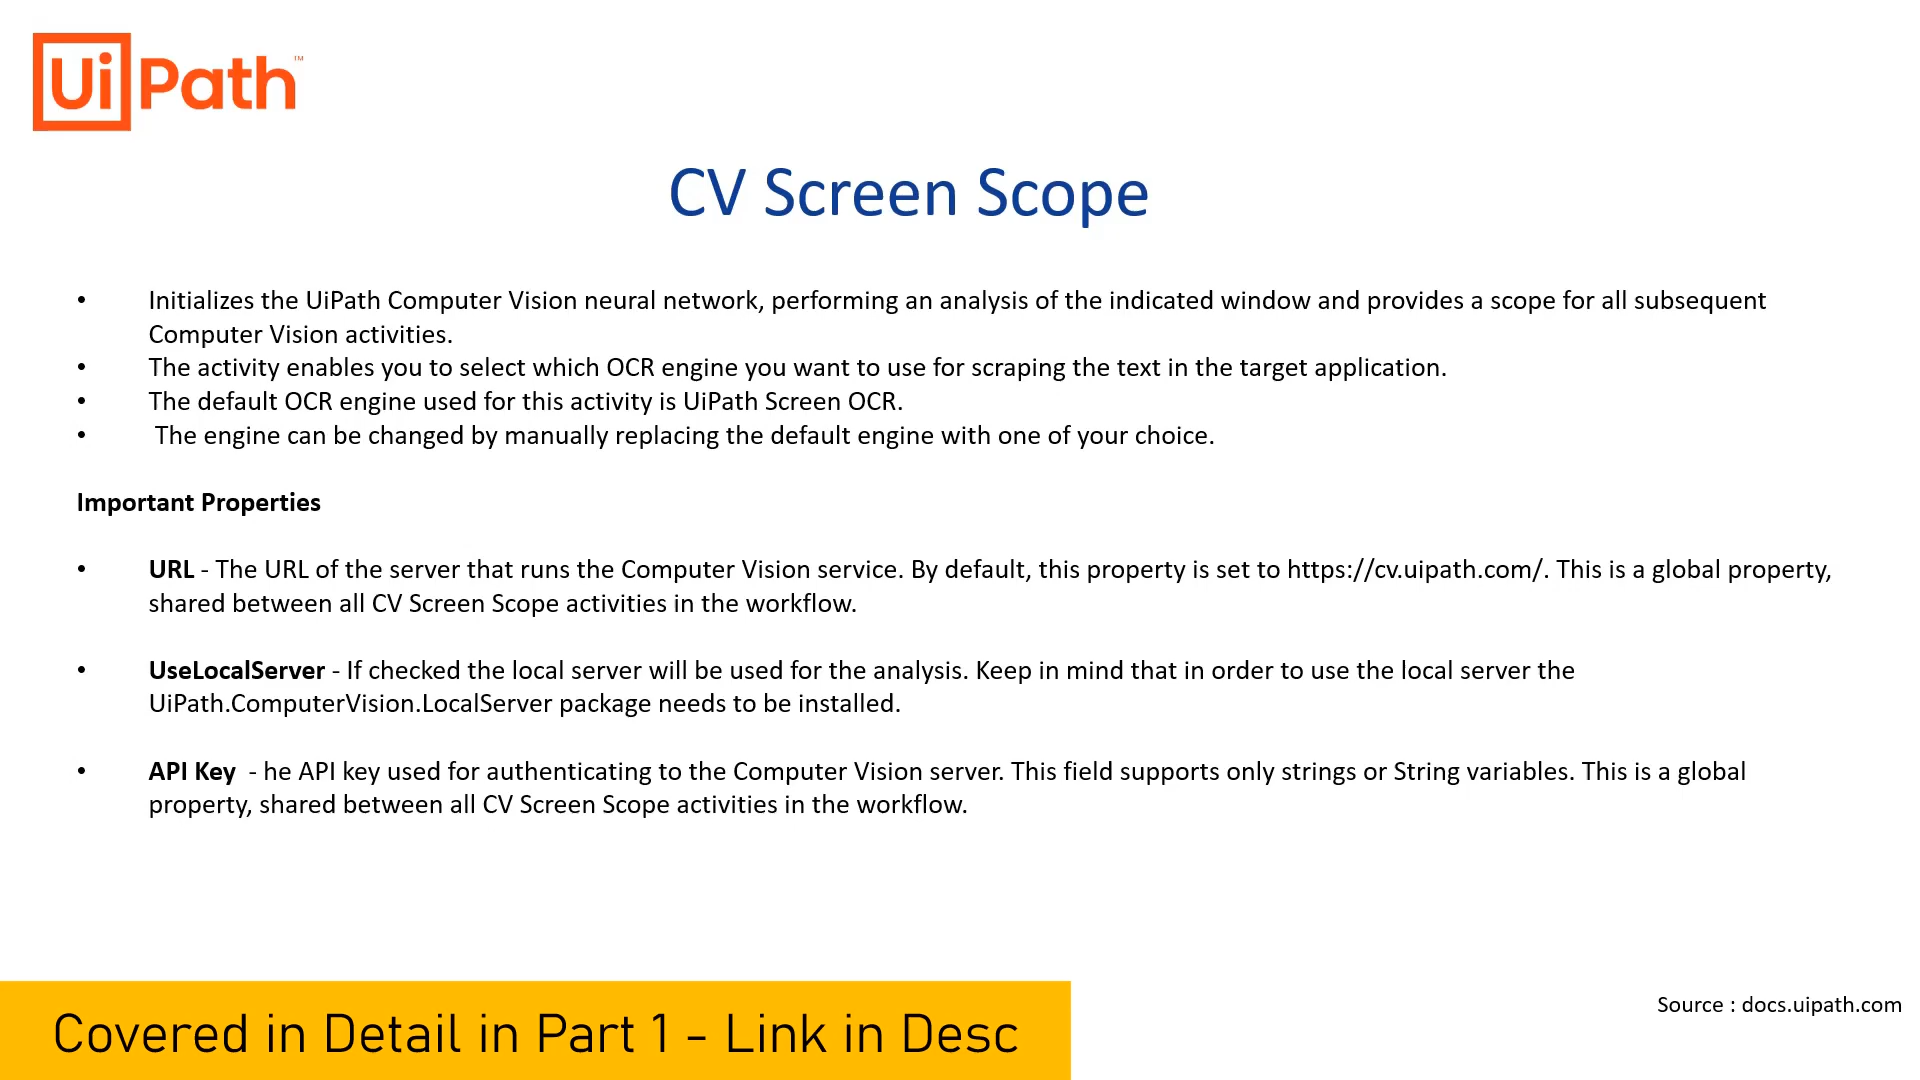 UiPath™
CV Screen Scope
• Initializes the UiPath Computer Vision neural network, performing an analysis of the indicated window and provides a scope for all subsequent
Computer Vision activities.
• The activity enables you to select which OCR engine you want to use for scraping the text in the target application.
• The default OCR engine used for this activity is UiPath Screen OCR.
• The engine can be changed by manually replacing the default engine with one of your choice.
Important Properties
• URL - The URL of the server that runs the Computer Vision service. By default, this property is set to https://cv.uipath.com/. This is a global property,
shared between all CV Screen Scope activities in the workflow.
• UseLocalServer - If checked the local server will be used for the analysis. Keep in mind that in order to use the local server the
UiPath.ComputerVision.LocalServer package needs to be installed.
• API Key - he API key used for authenticating to the Computer Vision server. This field supports only strings or String variables. This is a global
property, shared between all CV Screen Scope activities in the workflow.
Source : docs.uipath.com
Covered in Detail in Part 1 - Link in Desc